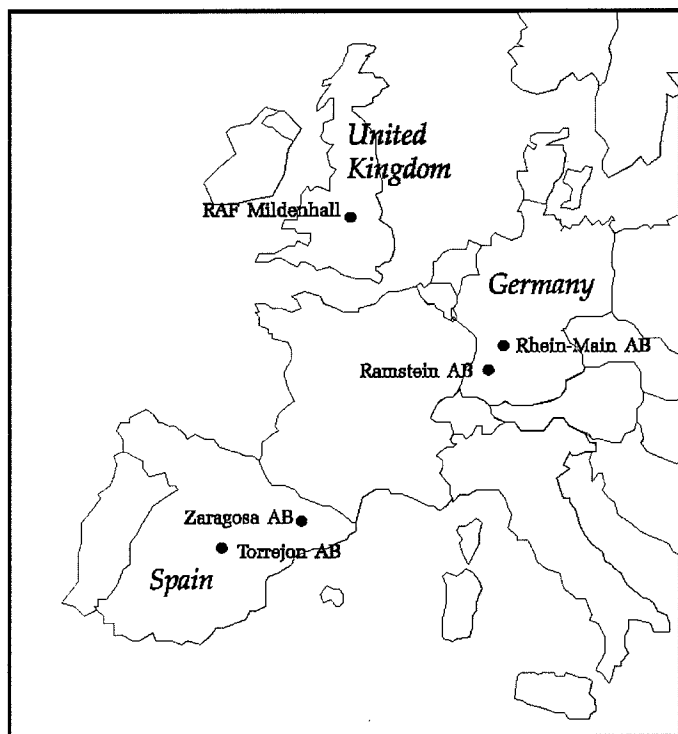 United
Kingdom
RAF Mildenhall
Germany
Rhein-Main AB
Ramstein AB
Zaragosa AB
Torrejon AB
Spain